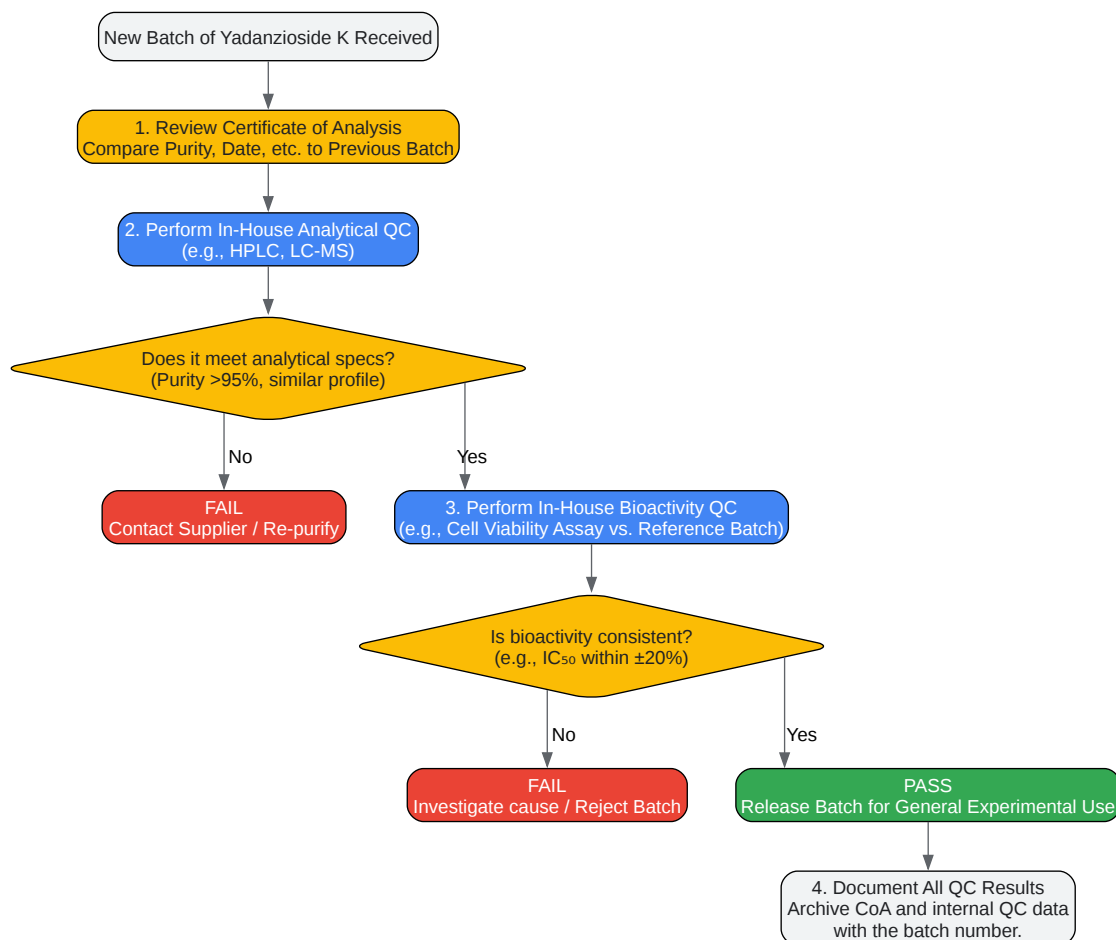 New Batch of Yadanzioside K Received
1. Review Certificate of Analysis
Compare Purity, Date, etc. to Previous Batch
2. Perform In-House Analytical QC
(e.g., HPLC, LC-MS)
Does it meet analytical specs?
(Purity >95%, similar profile)
No
Yes
FAIL
Contact Supplier / Re-purify
3. Perform In-House Bioactivity QC
(e.g., Cell Viability Assay vs. Reference Batch)
Is bioactivity consistent?
(e.g., IC₅₀ within ±20%)
No
Yes
FAIL
Investigate cause / Reject Batch
PASS
Release Batch for General Experimental Use
4. Document All QC Results
Archive CoA and internal QC data
with the batch number.